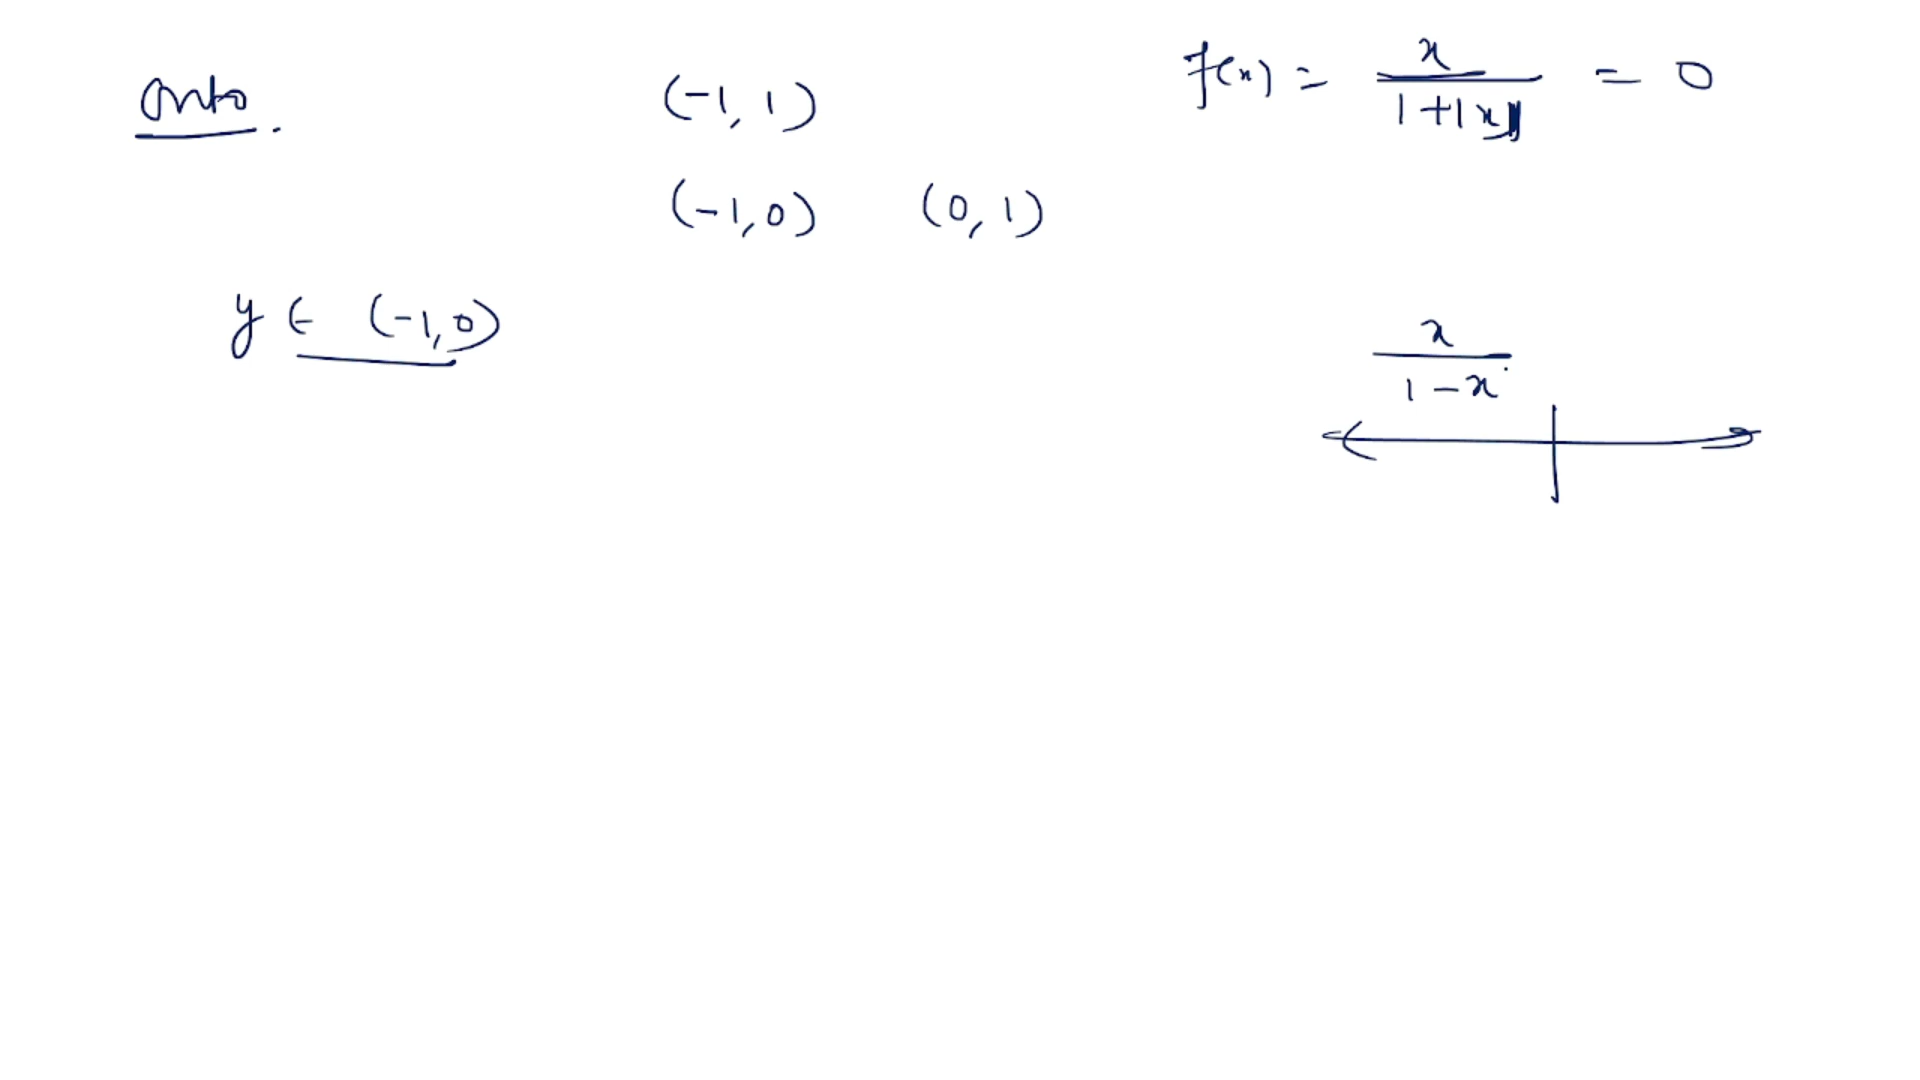 Onto.
(-1, 1)
f(x) = x / 1+|x| = 0
(-1, 0) (0, 1)
y ∈ (-1, 0)
x / 1-x